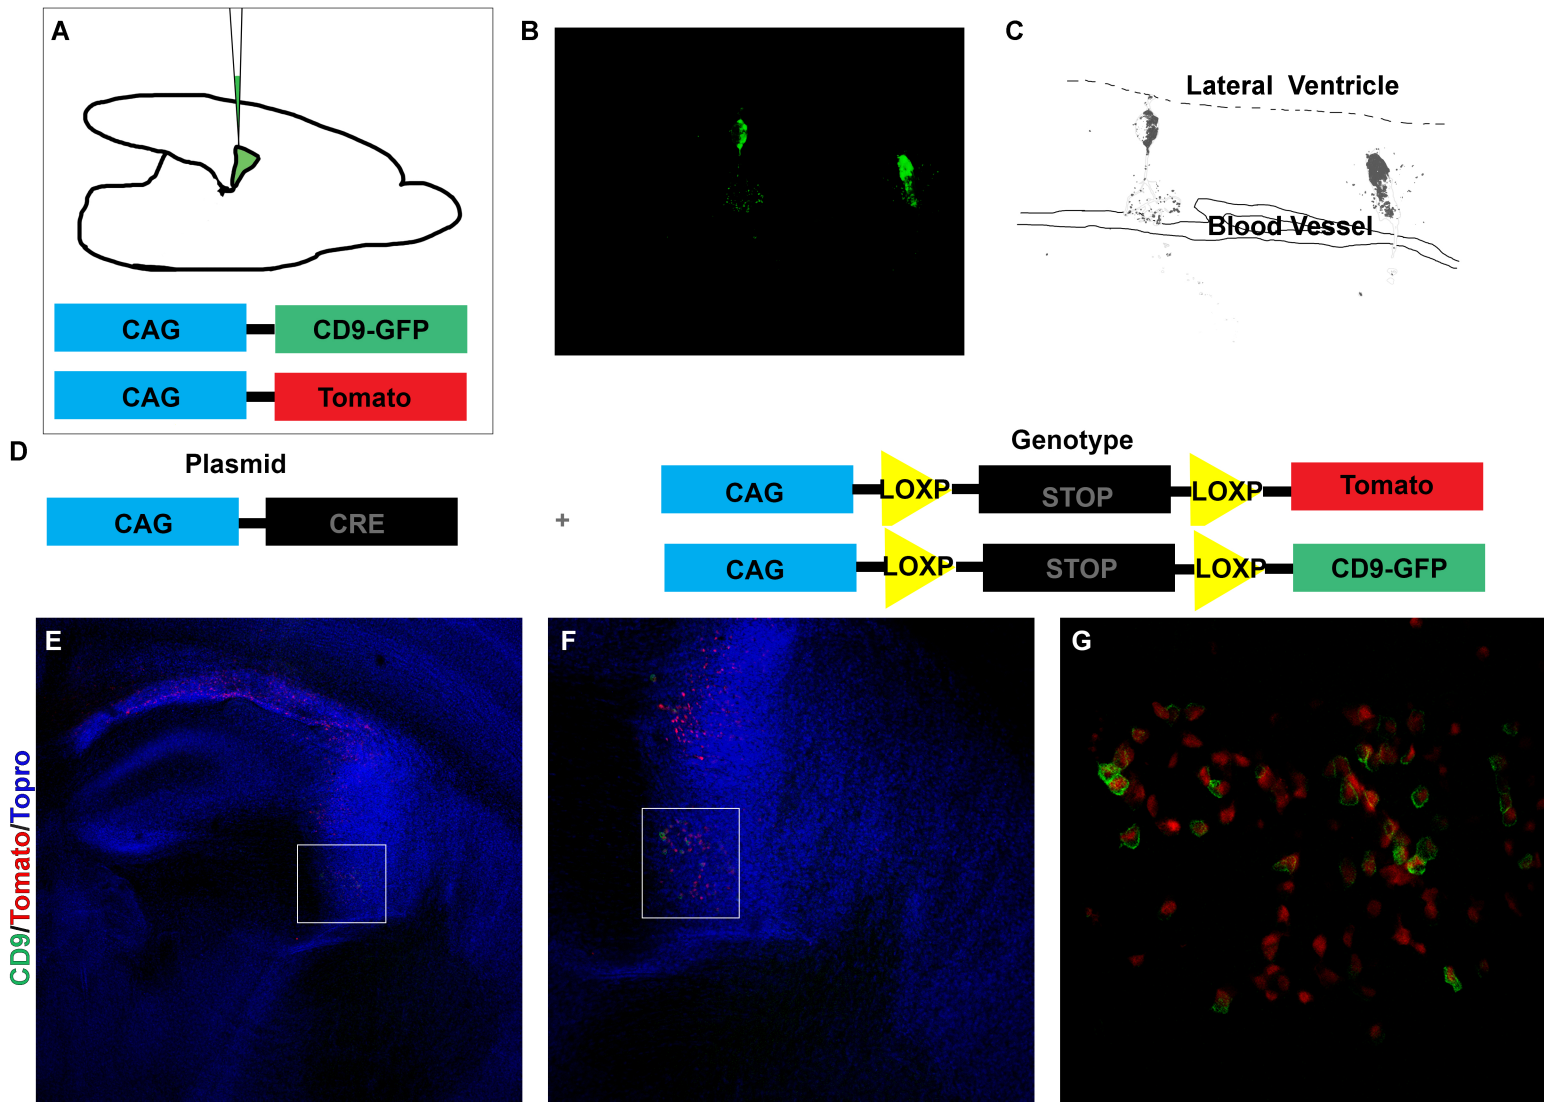 A
B
C
Lateral Ventricle
Blood Vessel
CAG
CD9-GFP
CAG
Tomato
D
Plasmid
CAG
CRE
+
Genotype
CAG
LOXP
STOP
LOXP
Tomato
CAG
LOXP
STOP
LOXP
CD9-GFP
CD9/Tomato/Topro
E
F
G